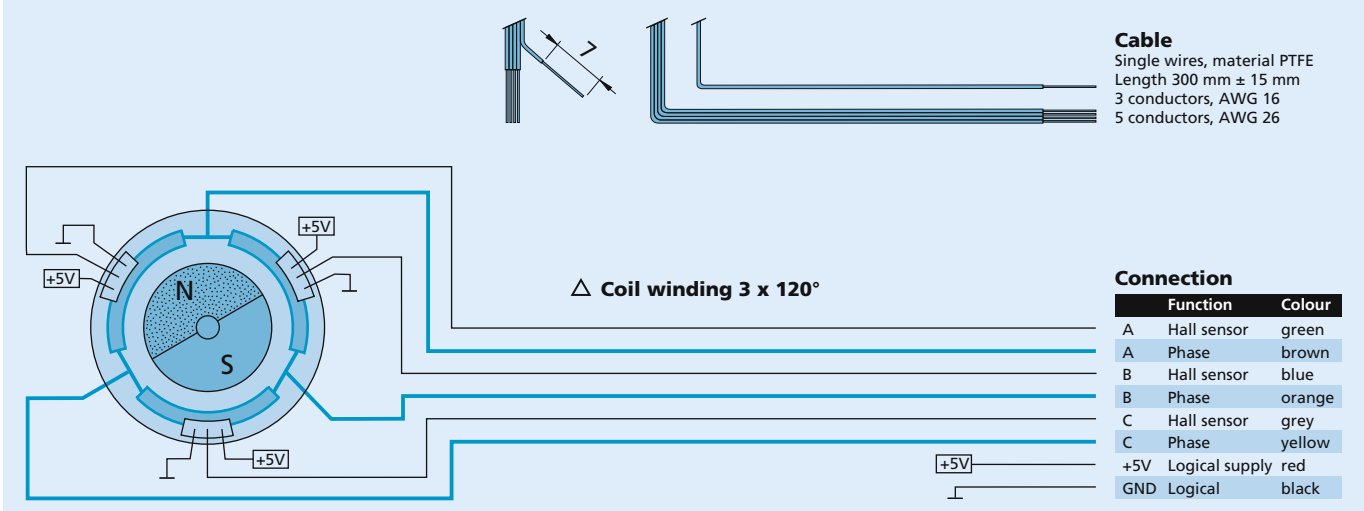 7
Cable
Single wires, material PTFE
Length 300 mm ± 15 mm
3 conductors, AWG 16
5 conductors, AWG 26
+5V
+5V
N
S
+5V
△ Coil winding 3 x 120°
+5V
Connection
Function Colour
A Hall sensor green
A Phase brown
B Hall sensor blue
B Phase orange
C Hall sensor grey
C Phase yellow
+5V Logical supply red
GND Logical black